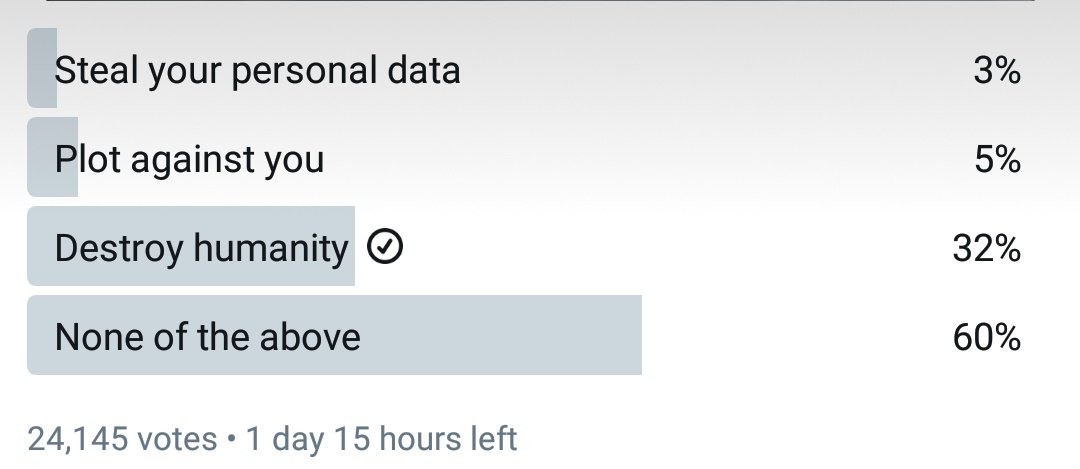 Steal your personal data 3%
Plot against you 5%
Destroy humanity 32%
None of the above 60%
24,145 votes • 1 day 15 hours left